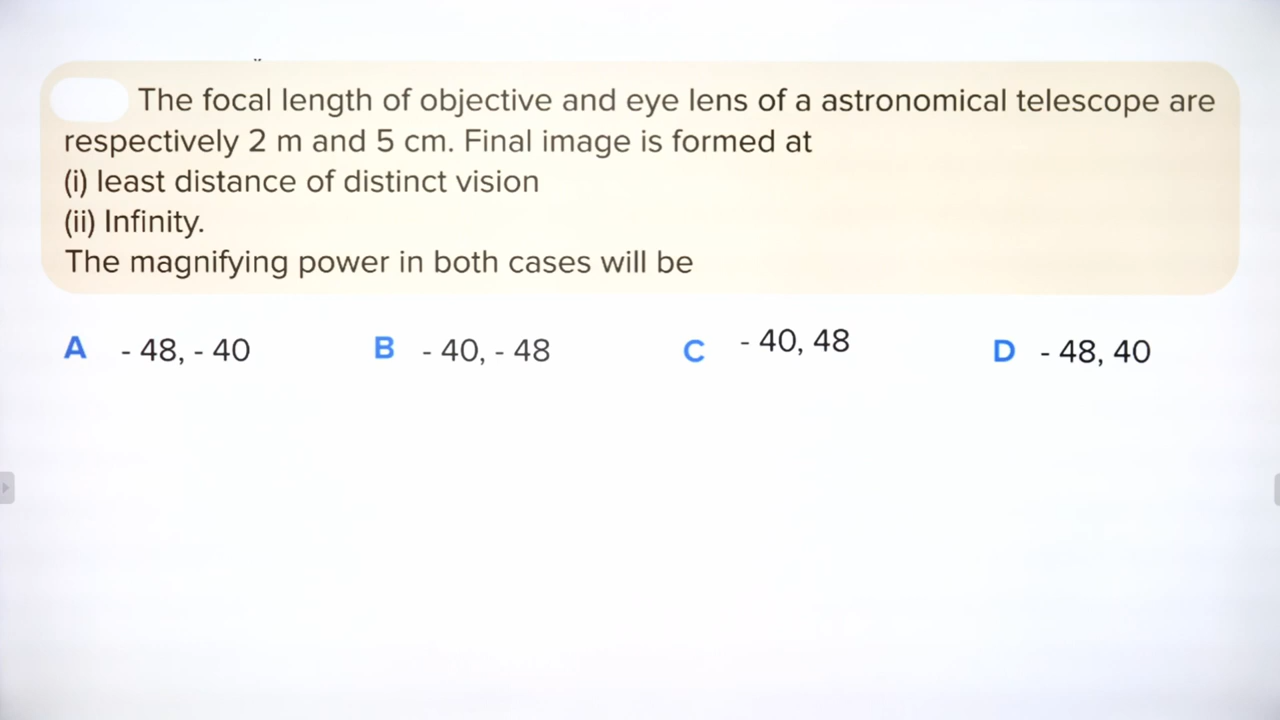 The focal length of objective and eye lens of a astronomical telescope are
respectively 2 m and 5 cm. Final image is formed at
(i) least distance of distinct vision
(ii) Infinity.
The magnifying power in both cases will be
A - 48, - 40 B - 40, - 48 C - 40, 48 D - 48, 40